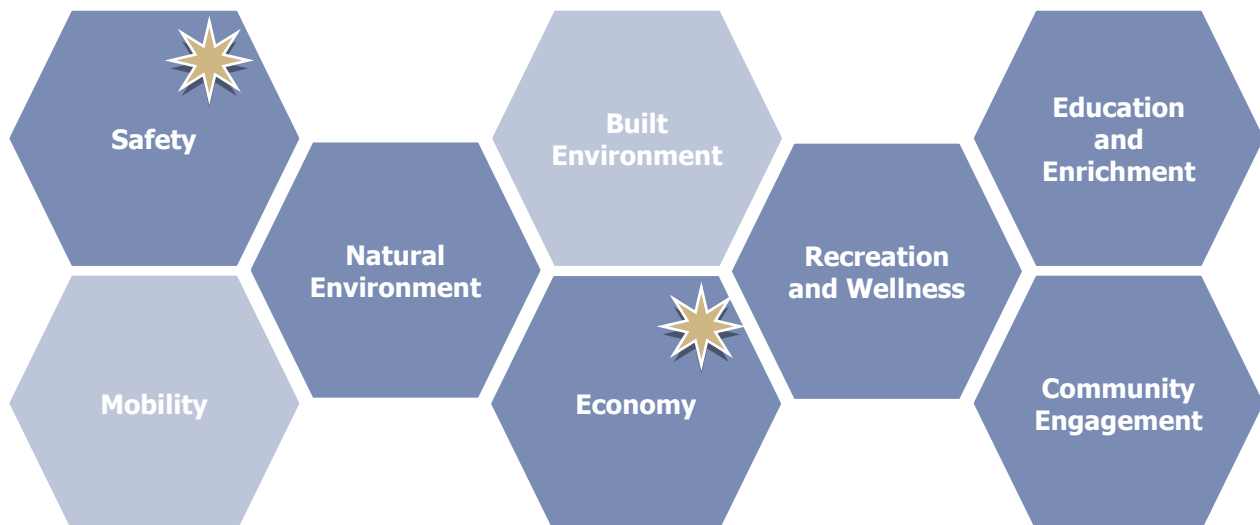 Safety
Mobility
Natural
Environment
Built
Environment
Economy
Recreation
and Wellness
Education
and
Enrichment
Community
Engagement